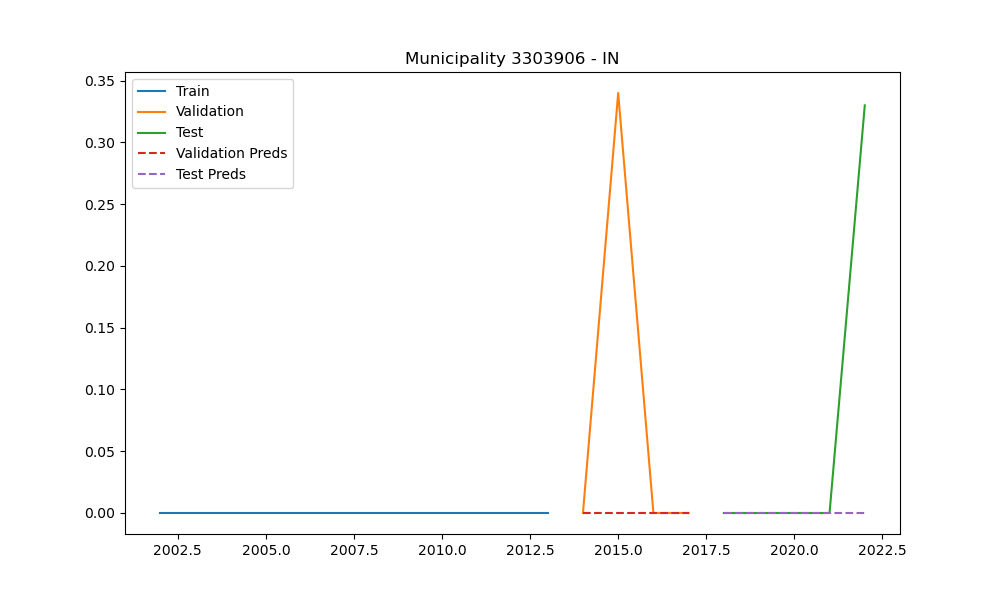 Municipality 3303906 - IN
0.35
0.30
0.25
0.20
0.15
0.10
0.05
0.00
Train
Validation
Test
Validation Preds
Test Preds
2002.5 2005.0 2007.5 2010.0 2012.5 2015.0 2017.5 2020.0 2022.5